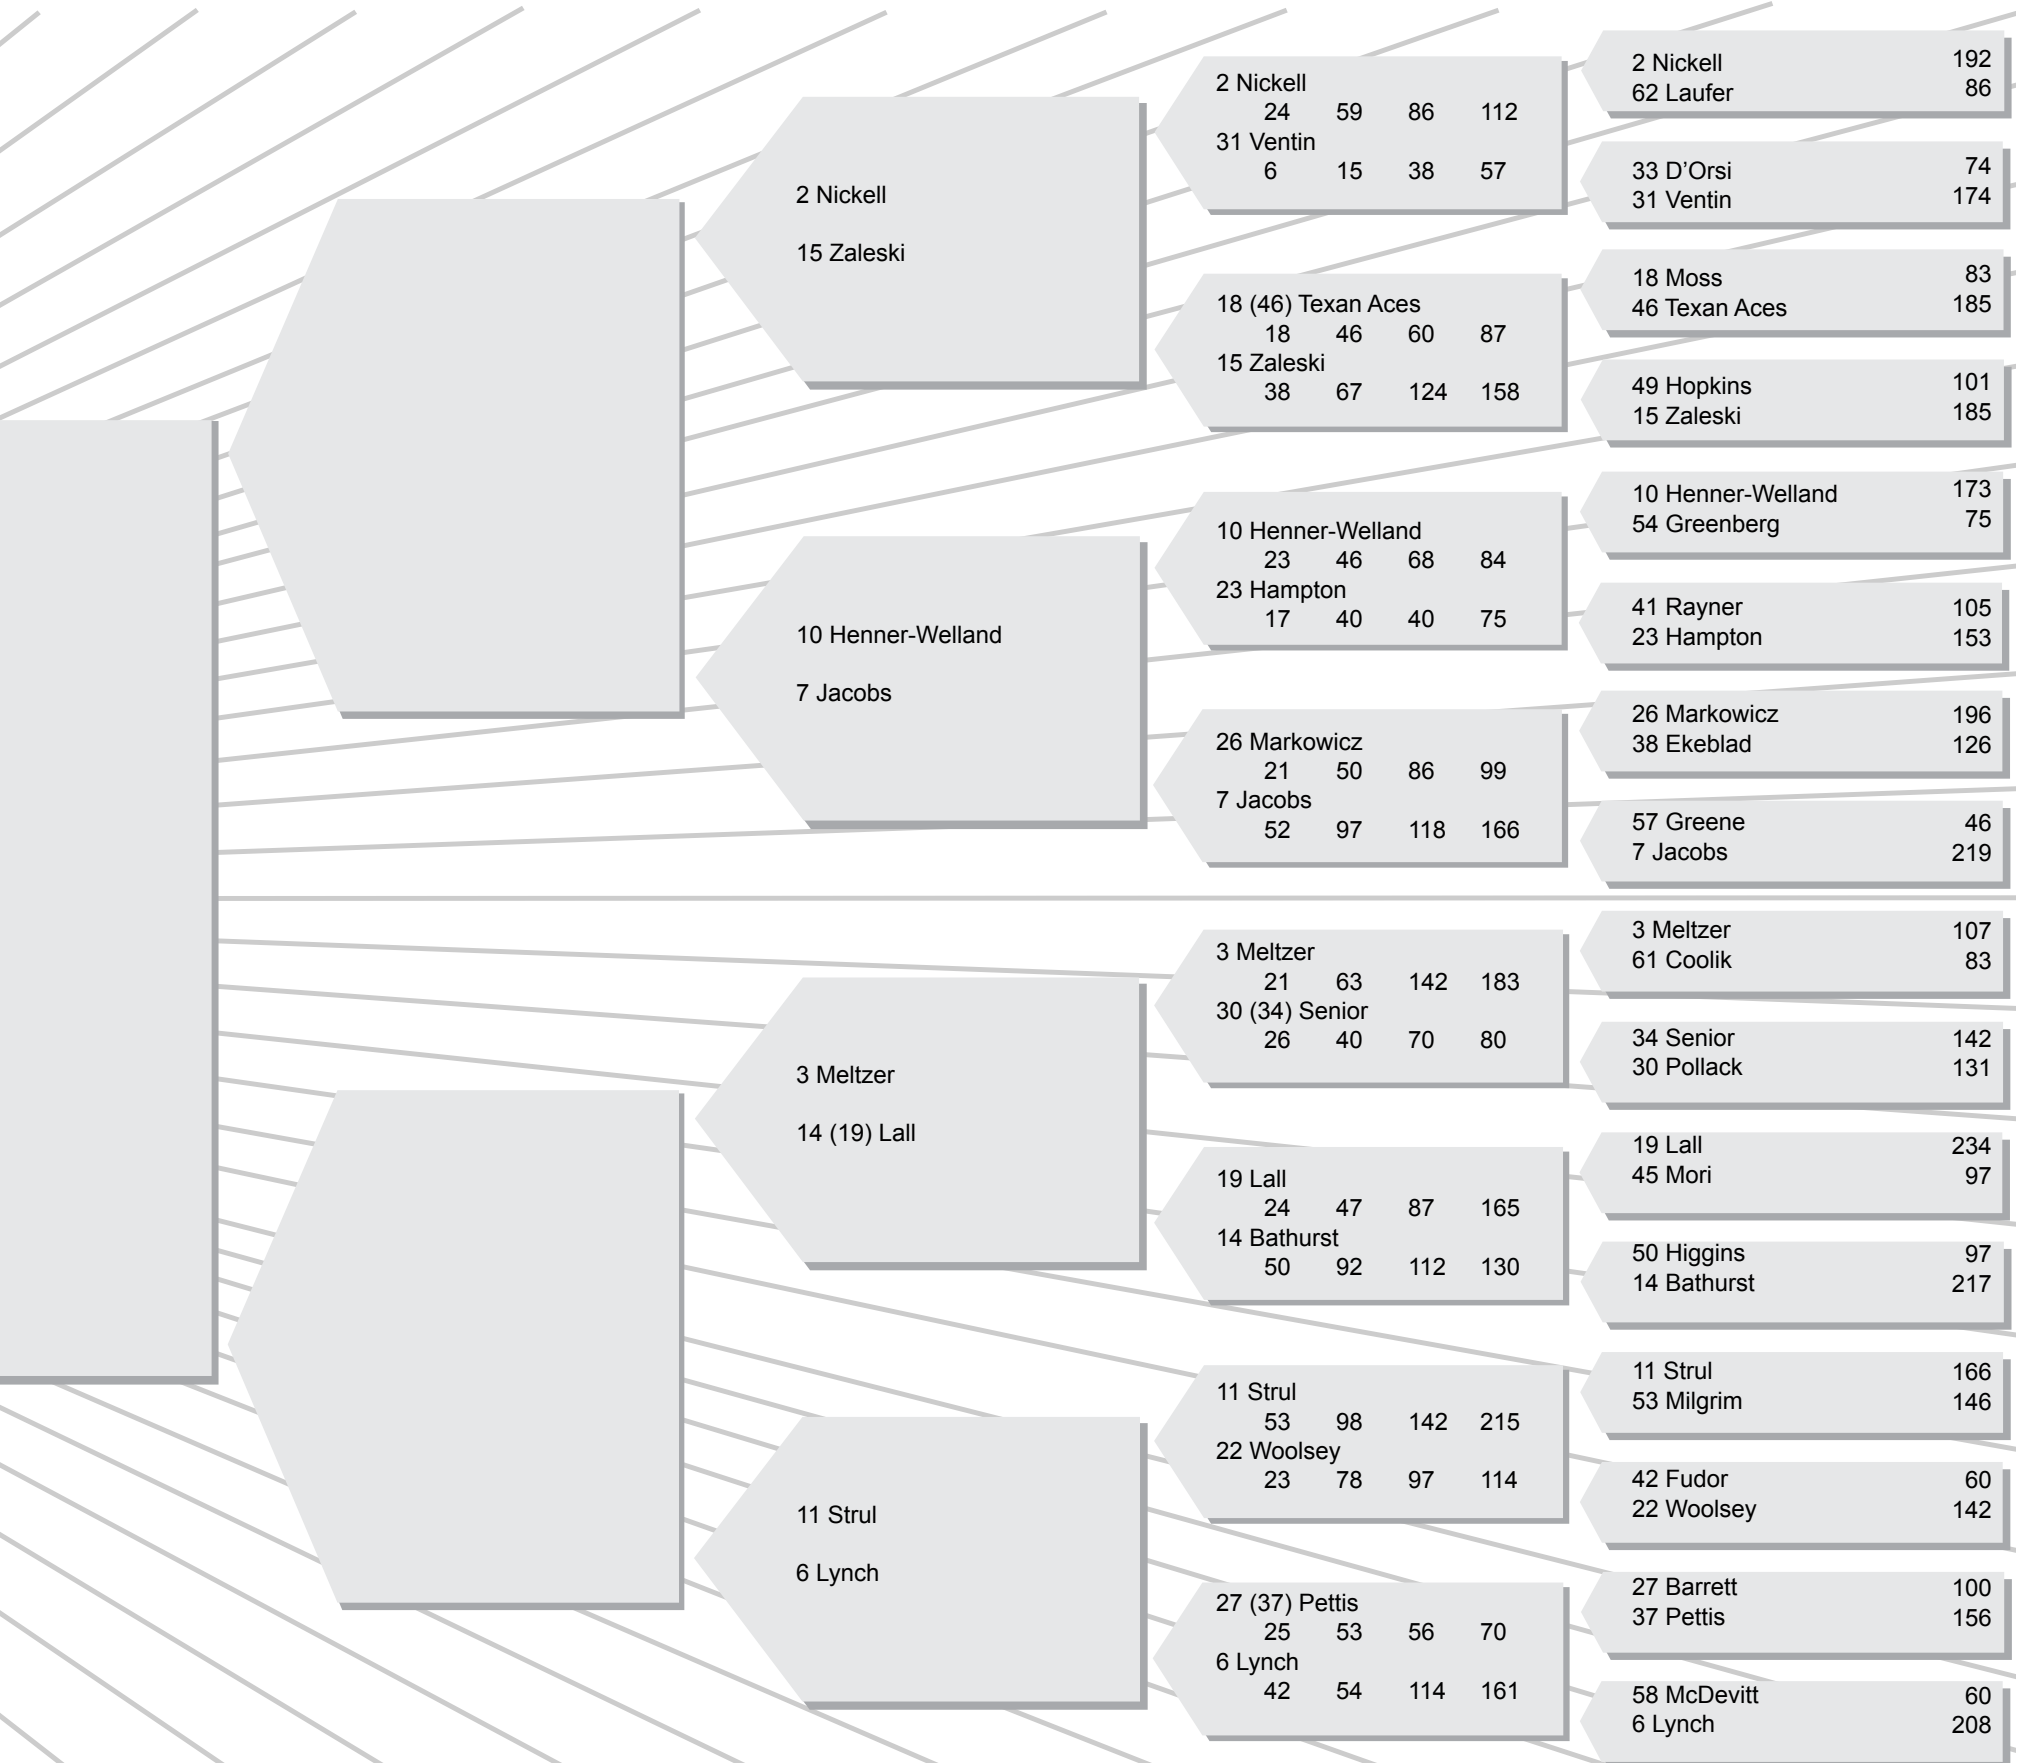 2 Nickell
15 Zaleski
10 Henner-Welland
7 Jacobs
3 Meltzer
14 (19) Lall
11 Strul
6 Lynch
2 Nickell
24 59 86 112
31 Ventin
6 15 38 57
18 (46) Texan Aces
18 46 60 87
15 Zaleski
38 67 124 158
10 Henner-Welland
23 46 68 84
23 Hampton
17 40 40 75
26 Markowicz
21 50 86 99
7 Jacobs
52 97 118 166
3 Meltzer
21 63 142 183
30 (34) Senior
26 40 70 80
19 Lall
24 47 87 165
14 Bathurst
50 92 112 130
11 Strul
53 98 142 215
22 Woolsey
23 78 97 114
27 (37) Pettis
25 53 56 70
6 Lynch
42 54 114 161
2 Nickell 192
62 Laufer 86
33 D’Orsi 74
31 Ventin 174
18 Moss 83
46 Texan Aces 185
49 Hopkins 101
15 Zaleski 185
10 Henner-Welland 173
54 Greenberg 75
41 Rayner 105
23 Hampton 153
26 Markowicz 196
38 Ekeblad 126
57 Greene 46
7 Jacobs 219
3 Meltzer 107
61 Coolik 83
34 Senior 142
30 Pollack 131
19 Lall 234
45 Mori 97
50 Higgins 97
14 Bathurst 217
11 Strul 166
53 Milgrim 146
42 Fudor 60
22 Woolsey 142
27 Barrett 100
37 Pettis 156
58 McDevitt 60
6 Lynch 208